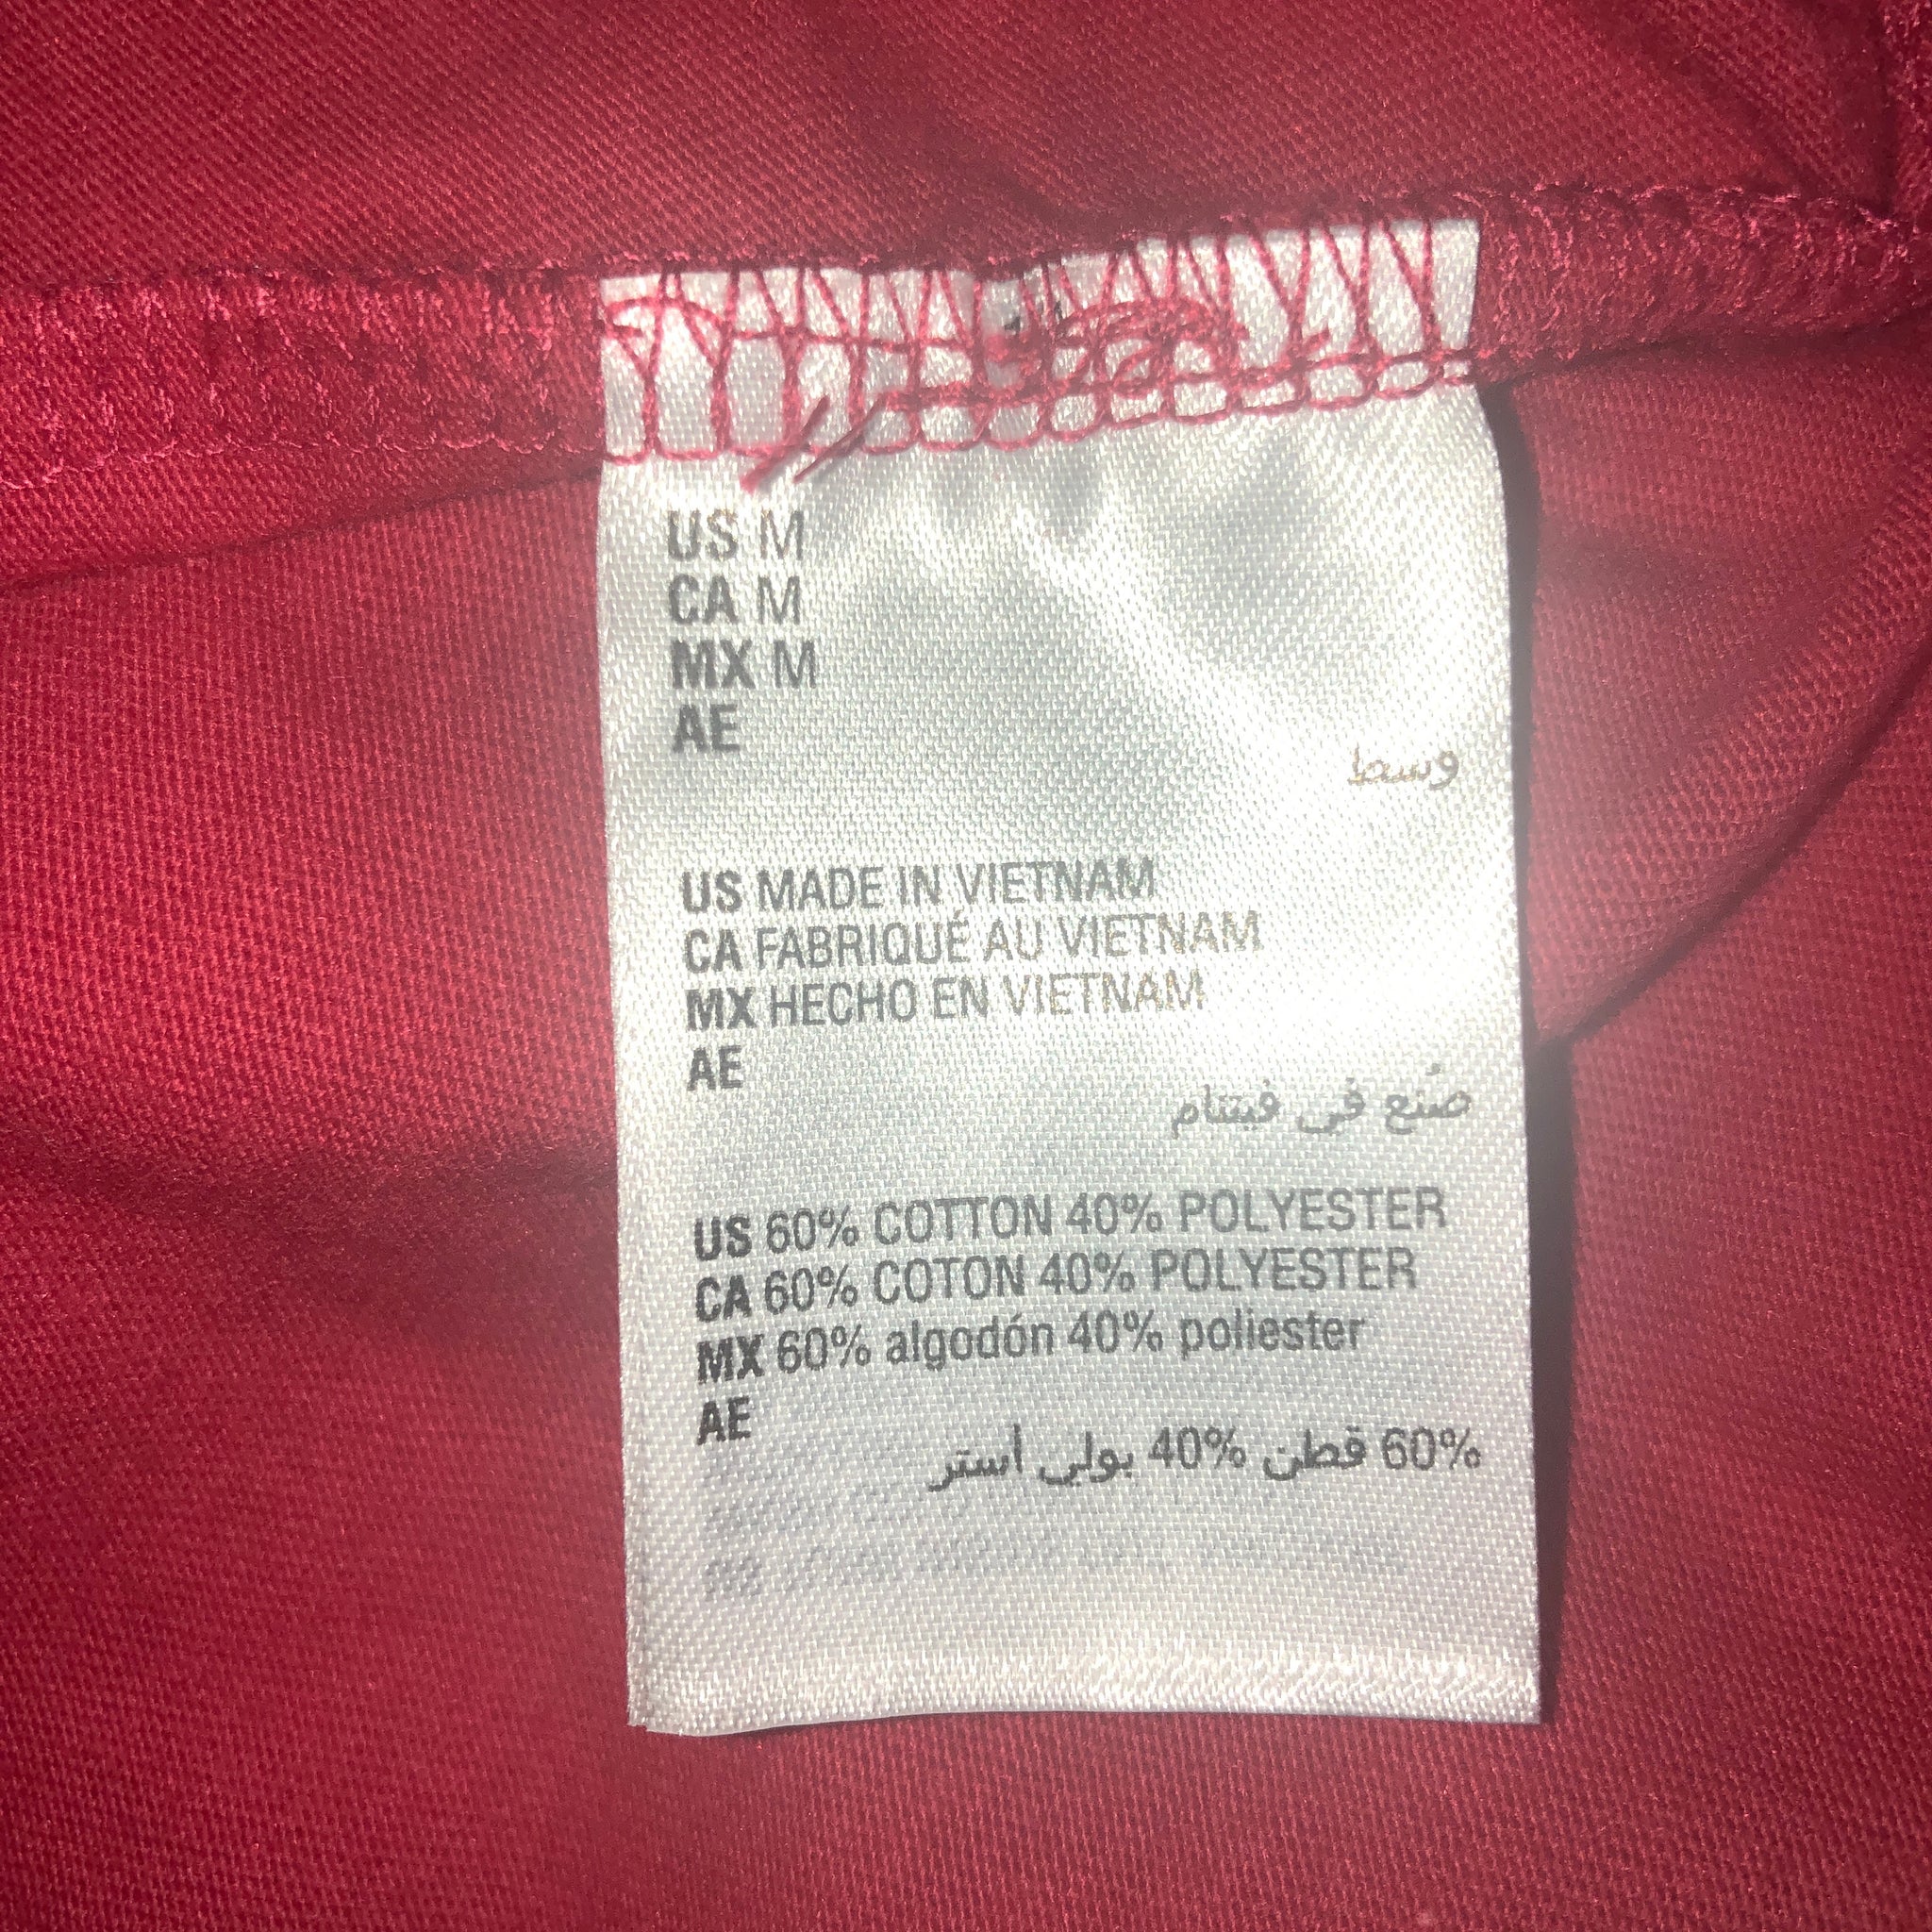 US M
CA M
MX M
AE
وسط
US MADE IN VIETNAM
CA FABRIQUÉ AU VIETNAM
MX HECHO EN VIETNAM
AE
صُنع في فيتنام
US 60% COTTON 40% POLYESTER
CA 60% COTON 40% POLYESTER
MX 60% algodón 40% poliester
AE
60% قطن 40% بولي أستر